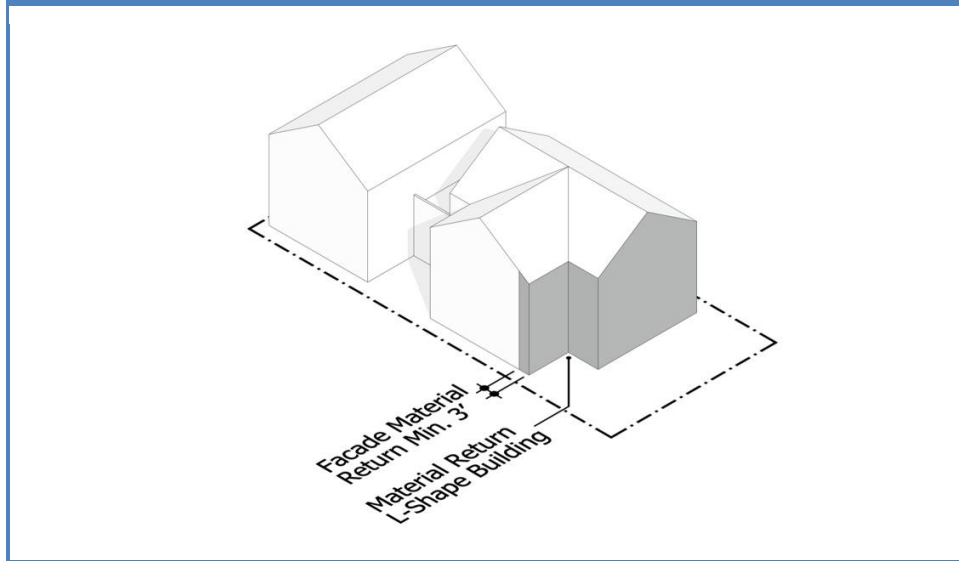 Facade Material
Return Min. 3'
Material Return
L-Shape Building